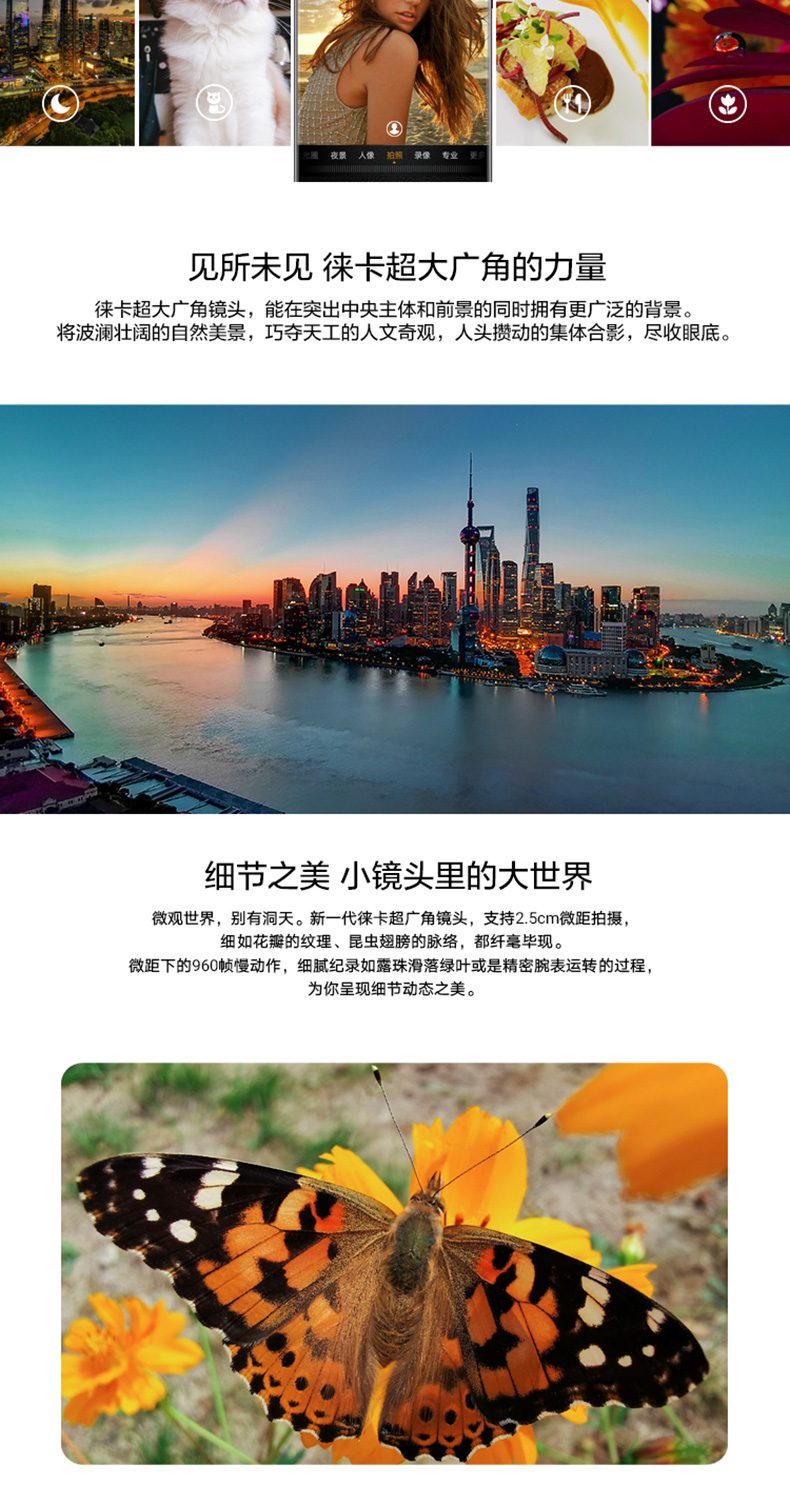 光圈 夜景 人像 拍照 录像 专业 更多
见所未见 徕卡超大广角的力量
徕卡超大广角镜头，能在突出中央主体和前景的同时拥有更广泛的背景。
将波澜壮阔的自然美景，巧夺天工的人文奇观，人头攒动的集体合影，尽收眼底。
细节之美 小镜头里的大世界
微观世界，别有洞天。新一代徕卡超广角镜头，支持2.5cm微距拍摄，
细如花瓣的纹理、昆虫翅膀的脉络，都纤毫毕现。
微距下的960帧慢动作，细腻纪录如露珠滑落绿叶或是精密腕表运转的过程，
为你呈现细节动态之美。